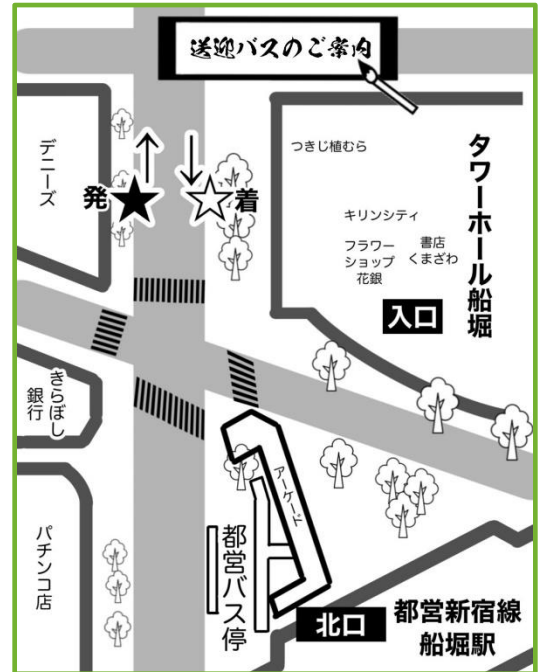 送迎バスのご案内
デニーズ
発
着
つきじ植むら
キリンシティ
フラワー
ショップ
花銀
書店
くまざわ
タワーホール船堀
入口
きらぼし
銀行
アーケード
都営バス停
パチンコ店
北口
都営新宿線
船堀駅